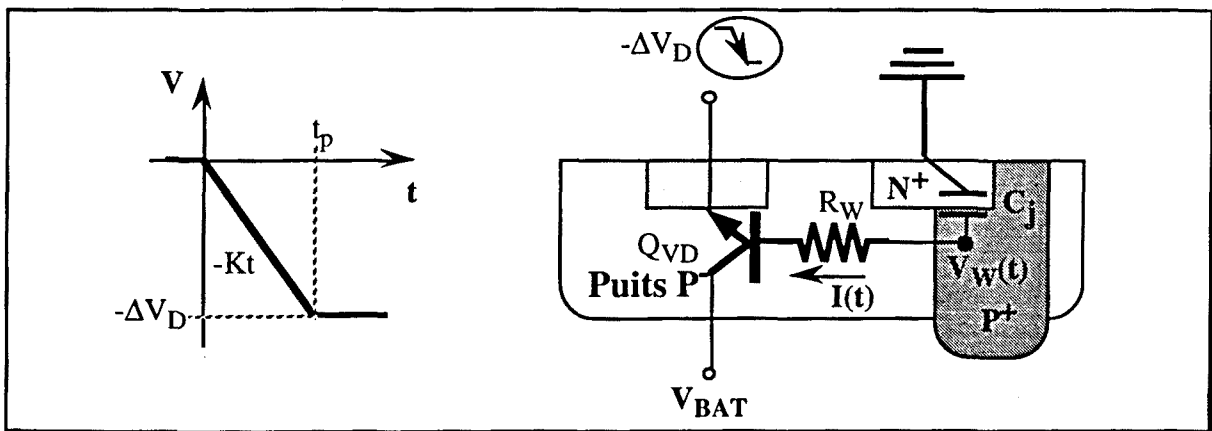 V
t_p
t
-Kt
-ΔV_D
-ΔV_D
N⁺
C_j
R_W
Q_VD
Puits P
I(t)
V_W(t)
P⁺
V_BAT